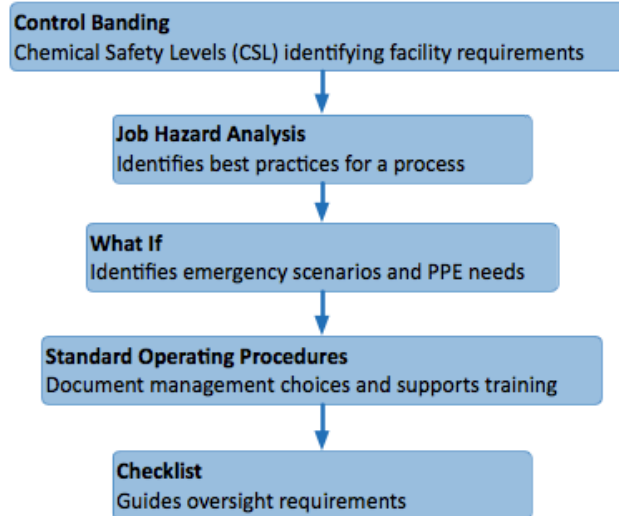 Control Banding
Chemical Safety Levels (CSL) identifying facility requirements
Job Hazard Analysis
Identifies best practices for a process
What If
Identifies emergency scenarios and PPE needs
Standard Operating Procedures
Document management choices and supports training
Checklist
Guides oversight requirements